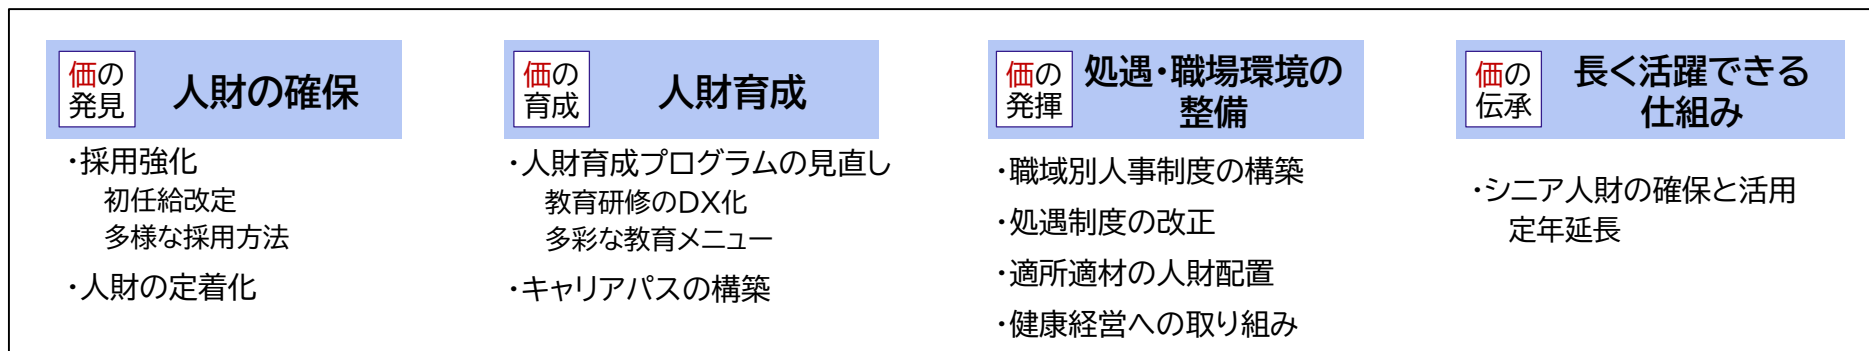 価の
発見
人財の確保
・採用強化
初任給改定
多様な採用方法
・人財の定着化
価の
育成
人財育成
・人財育成プログラムの見直し
教育研修のDX化
多彩な教育メニュー
・キャリアパスの構築
価の
発揮
処遇・職場環境の
整備
・職域別人事制度の構築
・処遇制度の改正
・適所適材の人財配置
・健康経営への取り組み
価の
伝承
長く活躍できる
仕組み
・シニア人財の確保と活用
定年延長